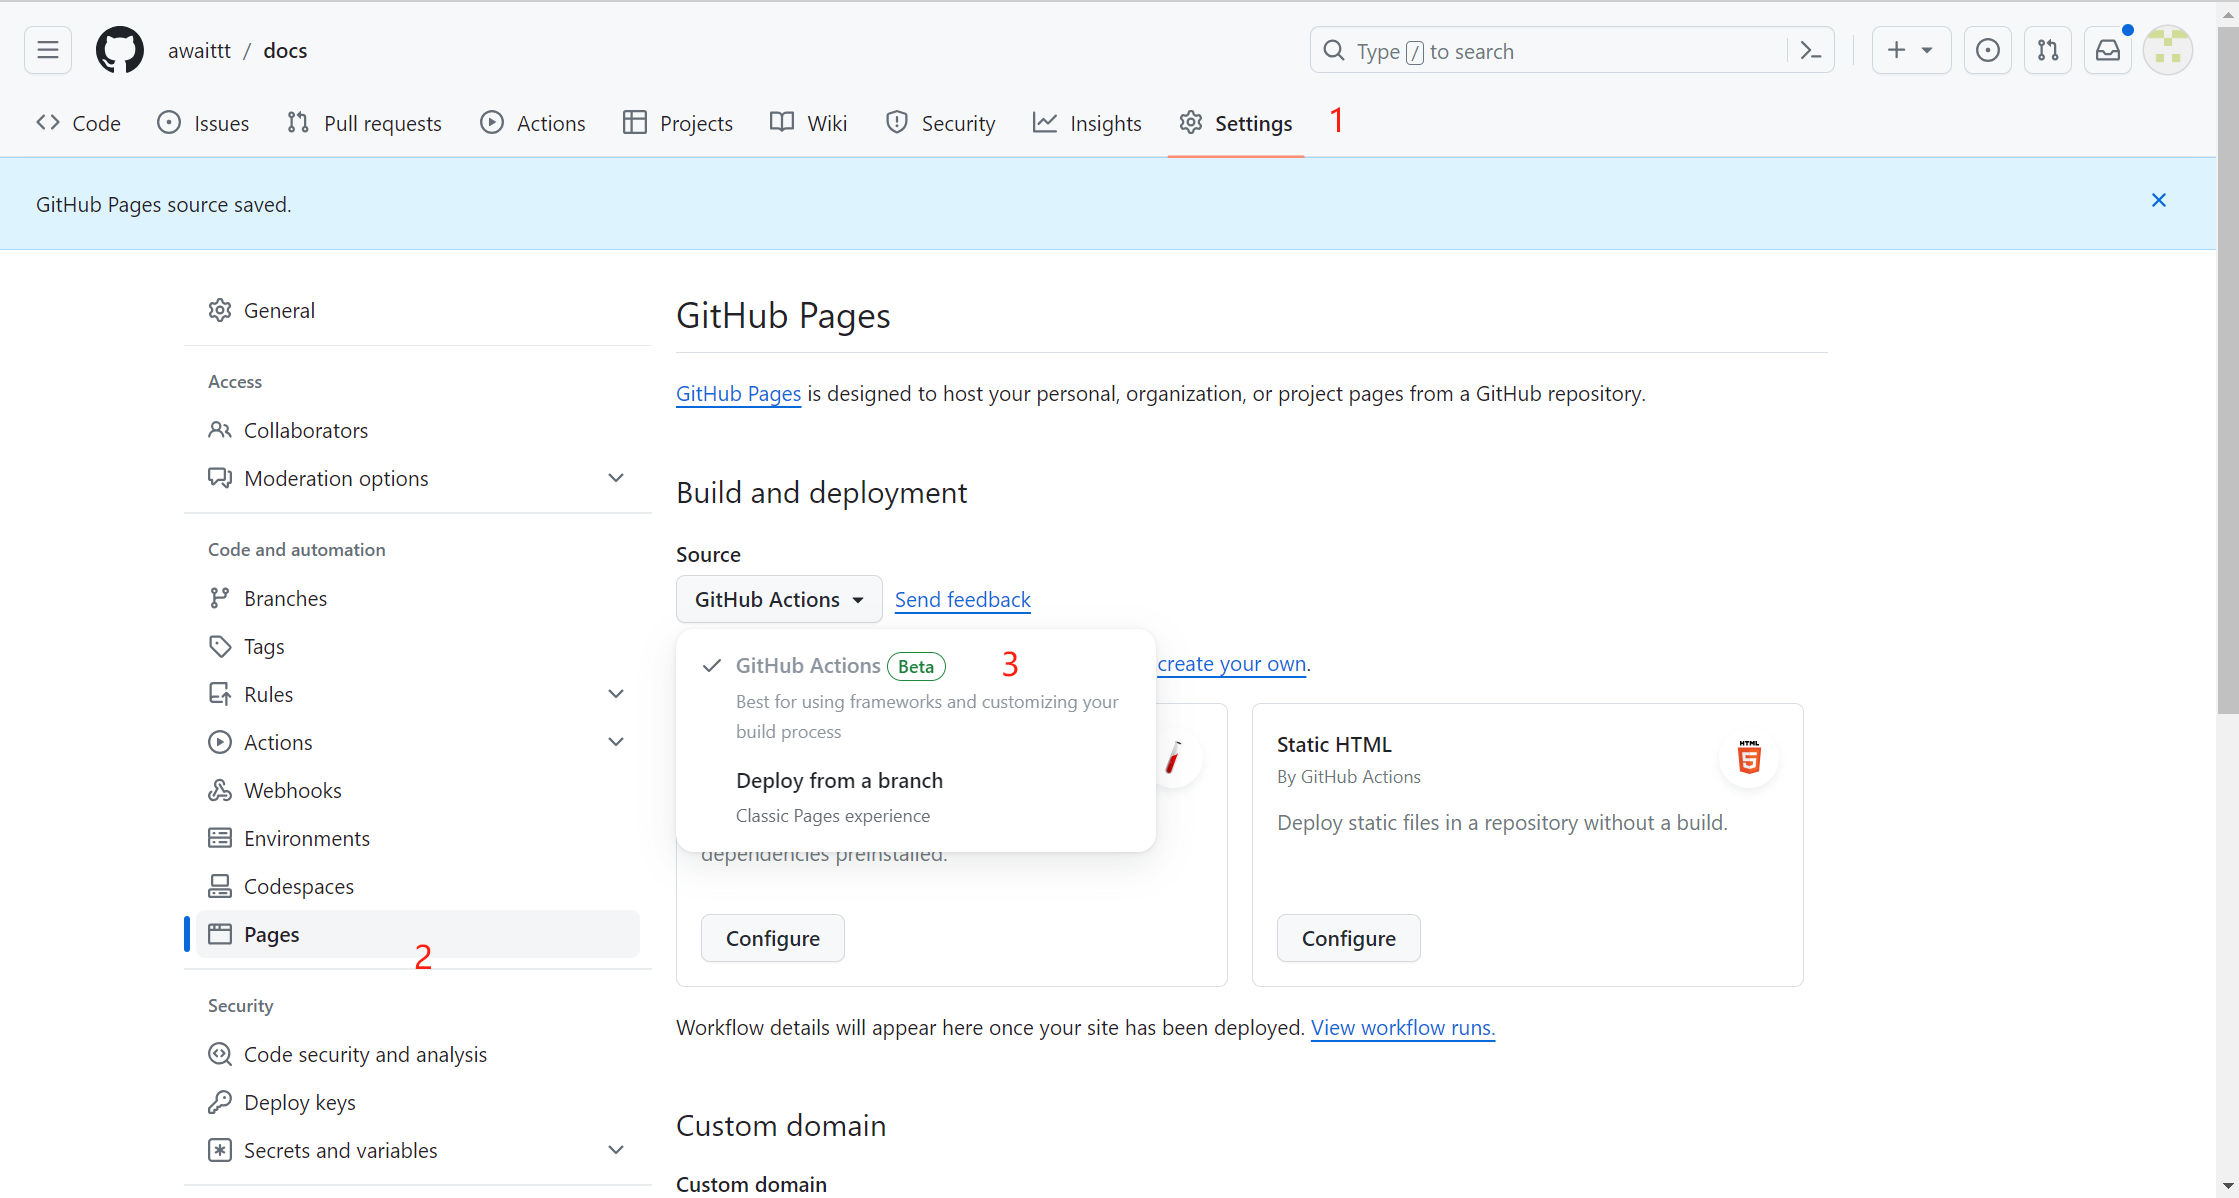 awaittt / docs
Type / to search
Code Issues Pull requests Actions Projects Wiki Security Insights Settings 1
GitHub Pages source saved.
General
Access
Collaborators
Moderation options
Code and automation
Branches
Tags
Rules
Actions
Webhooks
Environments
Codespaces
Pages
2
Security
Code security and analysis
Deploy keys
Secrets and variables
GitHub Pages
GitHub Pages is designed to host your personal, organization, or project pages from a GitHub repository.
Build and deployment
Source
GitHub Actions Send feedback
GitHub Actions Beta 3
Best for using frameworks and customizing your
build process
Deploy from a branch
Classic Pages experience
create your own.
dependencies preinstalled.
Configure
Static HTML
By GitHub Actions
HTML
5
Deploy static files in a repository without a build.
Configure
Workflow details will appear here once your site has been deployed. View workflow runs.
Custom domain
Custom domain